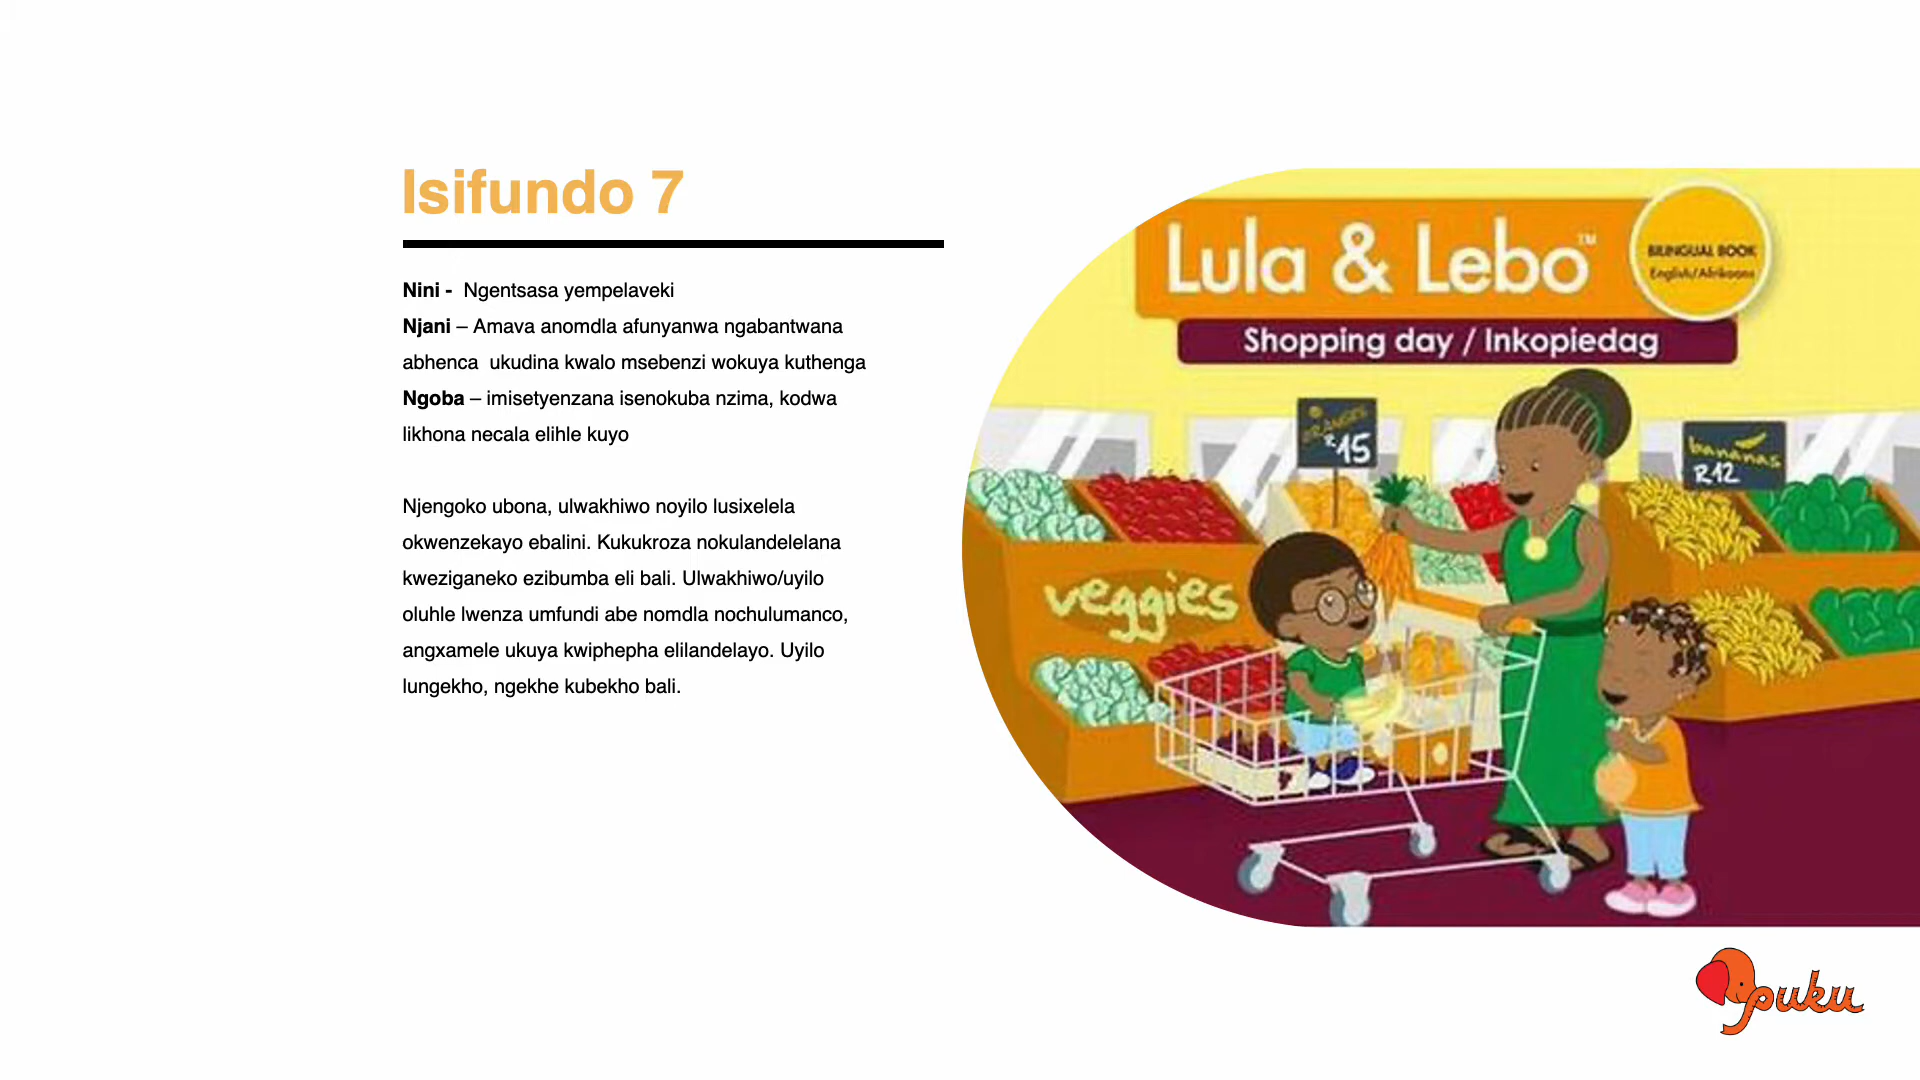 Isifundo 7
Nini -  Ngentsasa yempelaveki
Njani – Amava anomdla afunyanwa ngabantwana
abhenca  ukudina kwalo msebenzi wokuya kuthenga
Ngoba – imisetyenzana isenokuba nzima, kodwa
likhona necala elihle kuyo
Njengoko ubona, ulwakhiwo noyilo lusixelela
okwenzekayo ebalini. Kukukroza nokulandelelana
kweziganeko ezibumba eli bali. Ulwakhiwo/uyilo
oluhle lwenza umfundi abe nomdla nochulumanco,
angxamele ukuya kwiphepha elilandelayo. Uyilo
lungekho, ngekhe kubekho bali.
Lula & Lebo™
BILINGUAL BOOK
English/Afrikaans
Shopping day / Inkopiedag
ORANGES
R15
bananas
R12
veggies
puku